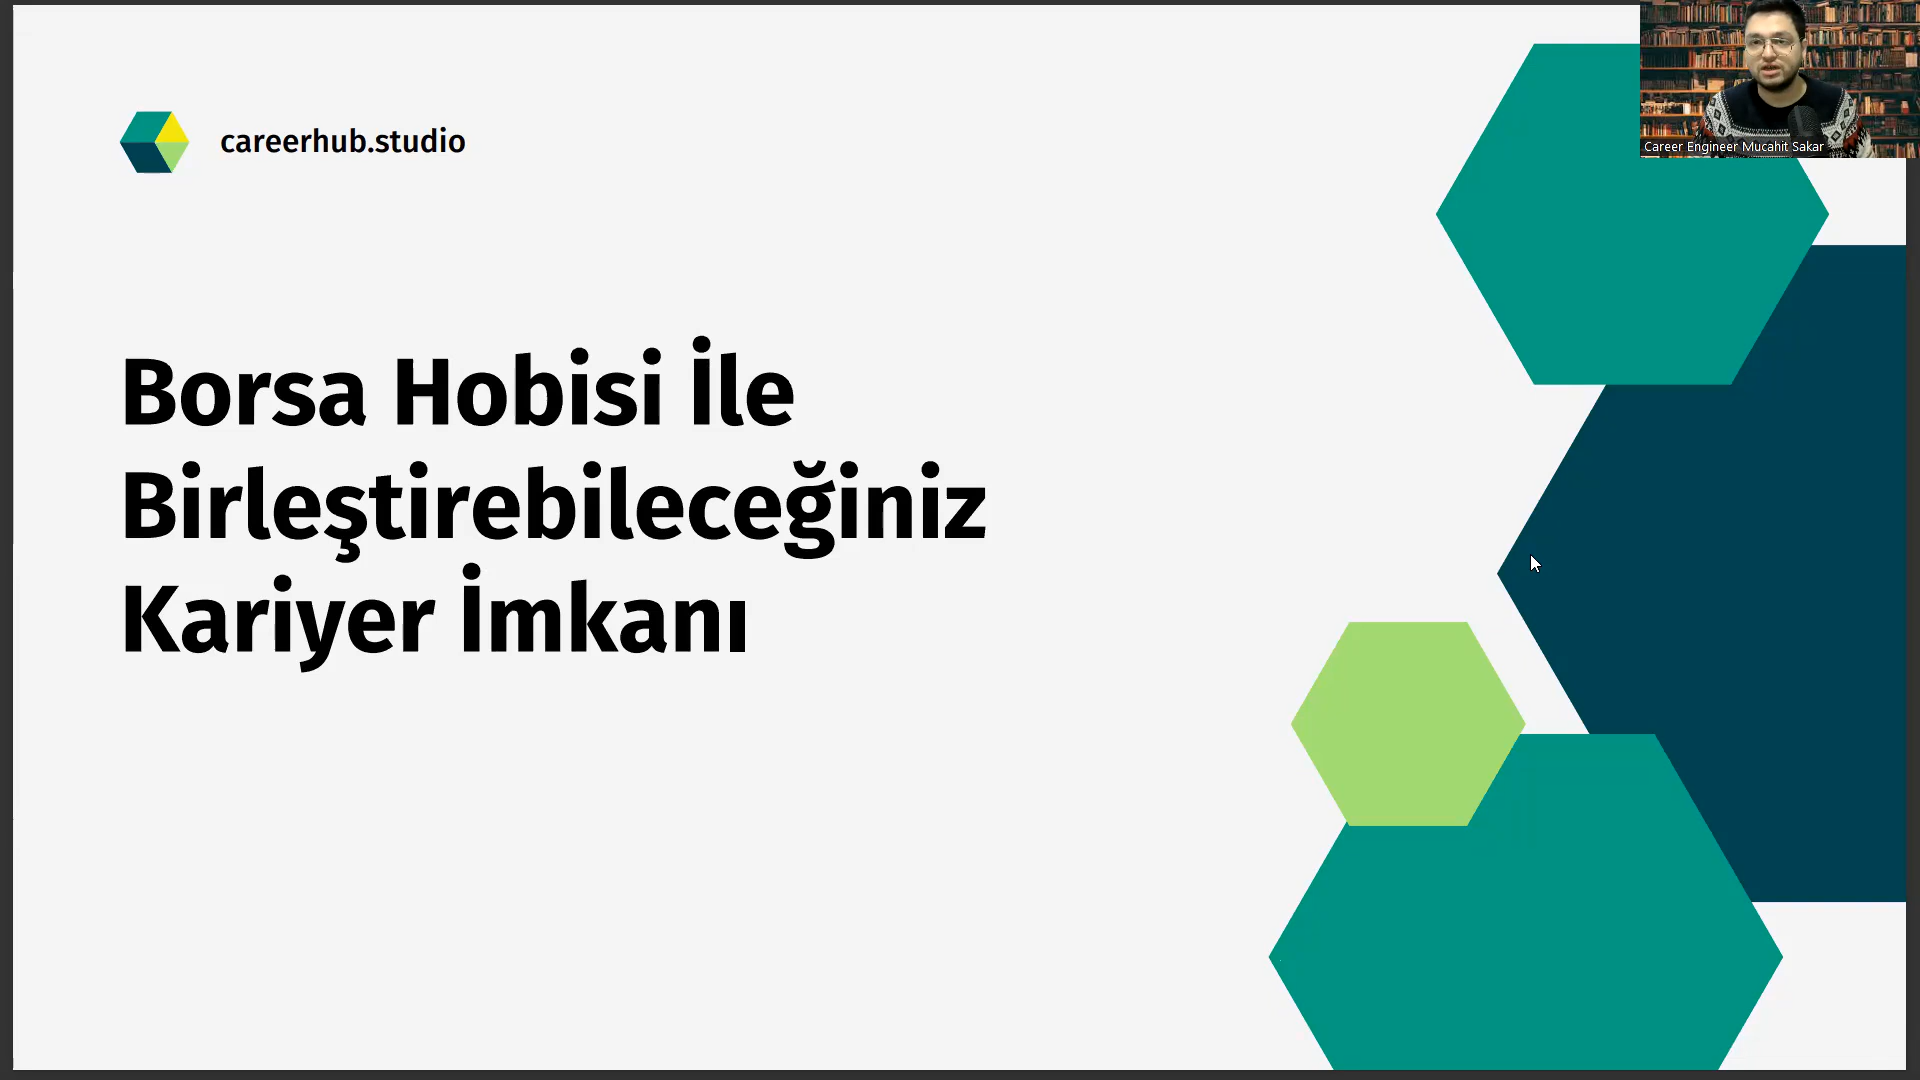 careerhub.studio
Career Engineer Mucahit Sakar
Borsa Hobisi İle
Birleştirebileceğiniz
Kariyer İmkanı